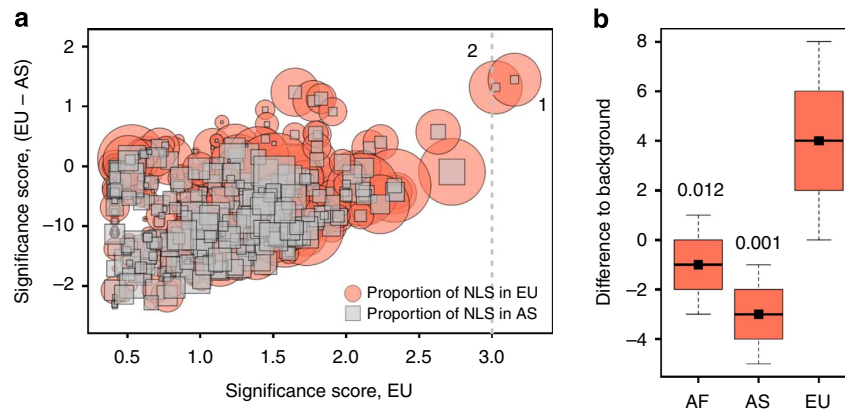 a
2
1
0
−10
−2
Significance score, (EU − AS)
2
1
Proportion of NLS in EU
Proportion of NLS in AS
0.5 1.0 1.5 2.0 2.5 3.0
Significance score, EU
b
8
6
4
2
0
−2
−4
Difference to background
0.012
0.001
AF AS EU